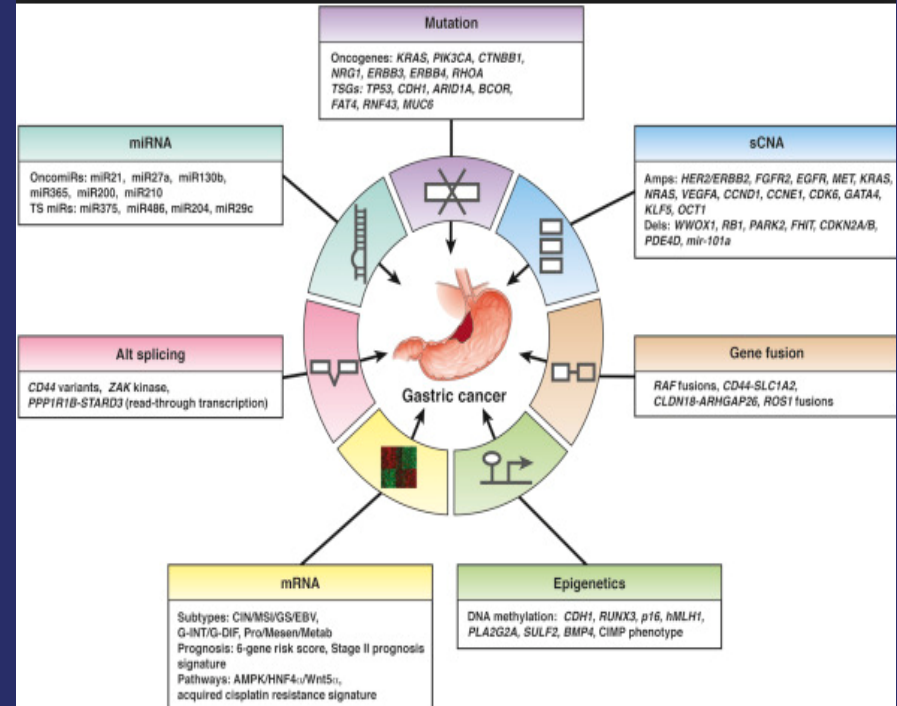 Mutation
Oncogenes: KRAS, PIK3CA, CTNBB1,
NRG1, ERBB3, ERBB4, RHOA
TSGs: TP53, CDH1, ARID1A, BCOR,
FAT4, RNF43, MUC6
miRNA
OncomiRs: miR21, miR27a, miR130b,
miR365, miR200, miR210
TS miRs: miR375, miR486, miR204, miR29c
sCNA
Amps: HER2/ERBB2, FGFR2, EGFR, MET, KRAS,
NRAS, VEGFA, CCND1, CCNE1, CDK6, GATA4,
KLF5, OCT1
Dels: WWOX1, RB1, PARK2, FHIT, CDKN2A/B,
PDE4D, mir-101a
Alt splicing
CD44 variants, ZAK kinase,
PPP1R1B-STARD3 (read-through transcription)
Gastric cancer
Gene fusion
RAF fusions, CD44-SLC1A2,
CLDN18-ARHGAP26, ROS1 fusions
mRNA
Subtypes: CIN/MSI/GS/EBV,
G-INT/G-DIF, Pro/Mesen/Metab
Prognosis: 6-gene risk score, Stage II prognosis
signature
Pathways: AMPK/HNF4α/Wnt5α,
acquired cisplatin resistance signature
Epigenetics
DNA methylation: CDH1, RUNX3, p16, hMLH1,
PLA2G2A, SULF2, BMP4, CIMP phenotype